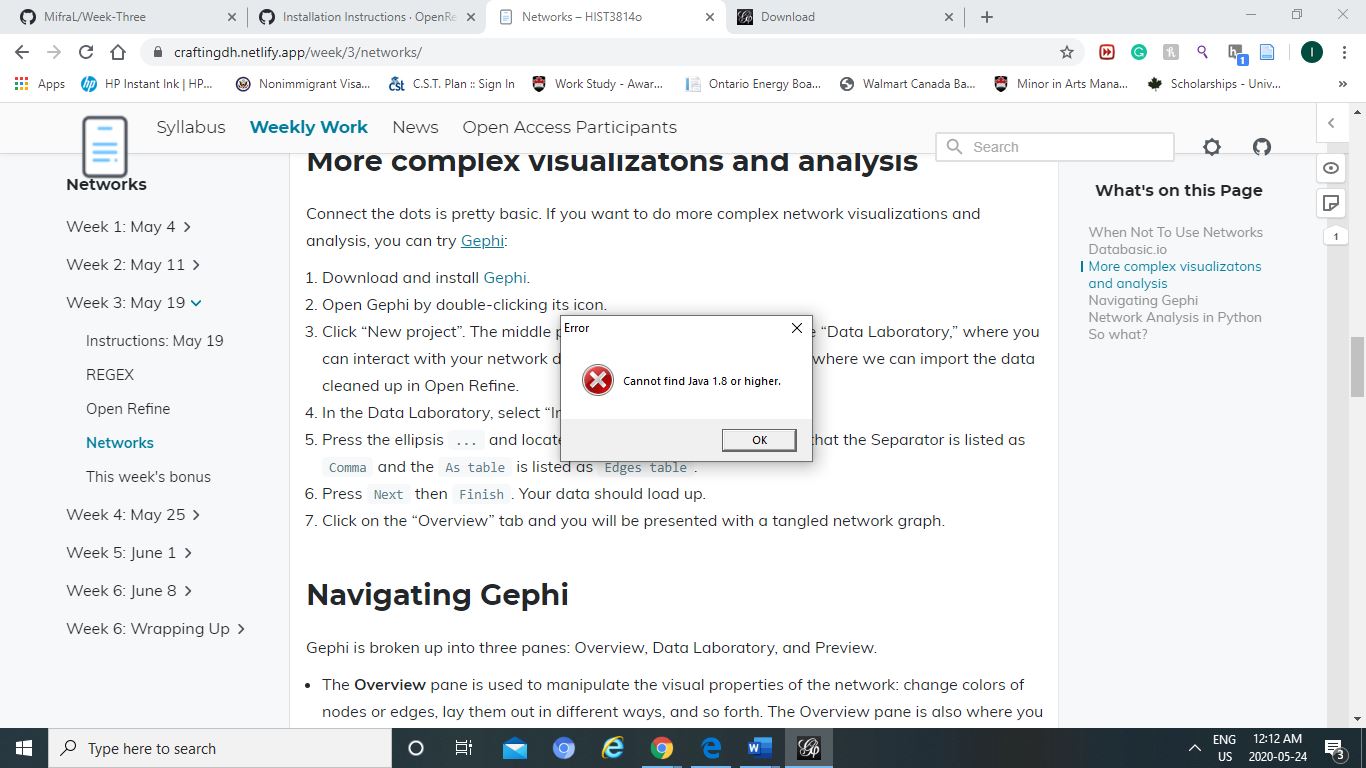 MifraL/Week-Three
Installation Instructions · OpenRe
Networks – HIST3814o
Download
craftingdh.netlify.app/week/3/networks/
1
I
Apps
HP Instant Ink | HP...
Nonimmigrant Visa...
C.S.T. Plan :: Sign In
Work Study - Awar...
Ontario Energy Boa...
Walmart Canada Ba...
Minor in Arts Mana...
Scholarships - Univ...
Syllabus
Weekly Work
News
Open Access Participants
Search
Networks
Week 1: May 4
Week 2: May 11
Week 3: May 19
Instructions: May 19
REGEX
Open Refine
Networks
This week's bonus
Week 4: May 25
Week 5: June 1
Week 6: June 8
Week 6: Wrapping Up
More complex visualizatons and analysis
Connect the dots is pretty basic. If you want to do more complex network visualizations and
analysis, you can try Gephi:
1. Download and install Gephi.
2. Open Gephi by double-clicking its icon.
3. Click “New project”. The middle “Data Laboratory,” where you
can interact with your network where we can import the data
cleaned up in Open Refine.
4. In the Data Laboratory, select
5. Press the ellipsis ... and that the Separator is listed as
Comma and the As table is listed as Edges table.
6. Press Next then Finish. Your data should load up.
7. Click on the “Overview” tab and you will be presented with a tangled network graph.
Navigating Gephi
Gephi is broken up into three panes: Overview, Data Laboratory, and Preview.
• The Overview pane is used to manipulate the visual properties of the network: change colors of
nodes or edges, lay them out in different ways, and so forth. The Overview pane is also where you
Error
Cannot find Java 1.8 or higher.
OK
What's on this Page
When Not To Use Networks
Databasic.io
More complex visualizatons
and analysis
Navigating Gephi
Network Analysis in Python
So what?
1
Type here to search
ENG
US
12:12 AM
2020-05-24
3